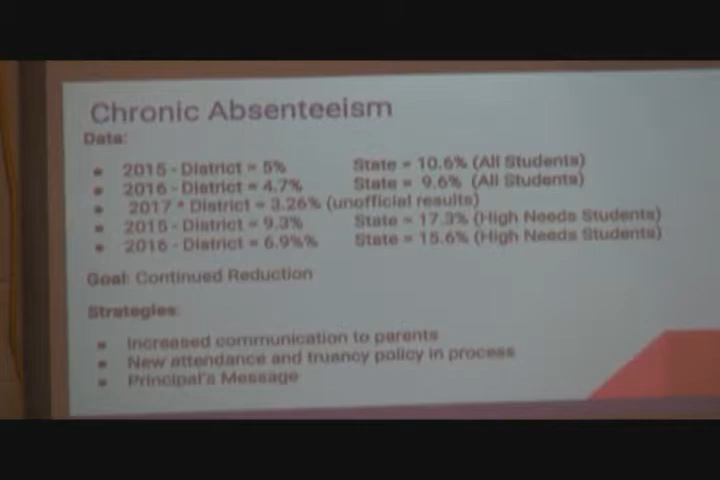 Chronic Absenteeism
Data:
2015 - District = 5% State = 10.6% (All Students)
2016 - District = 4.7% State = 9.6% (All Students)
2017 * District = 3.26% (unofficial results)
2015 - District = 9.3% State = 17.3% (High Needs Students)
2016 - District = 6.9%% State = 15.6% (High Needs Students)
Goal: Continued Reduction
Strategies:
Increased communication to parents
New attendance and truancy policy in process
Principal's Message